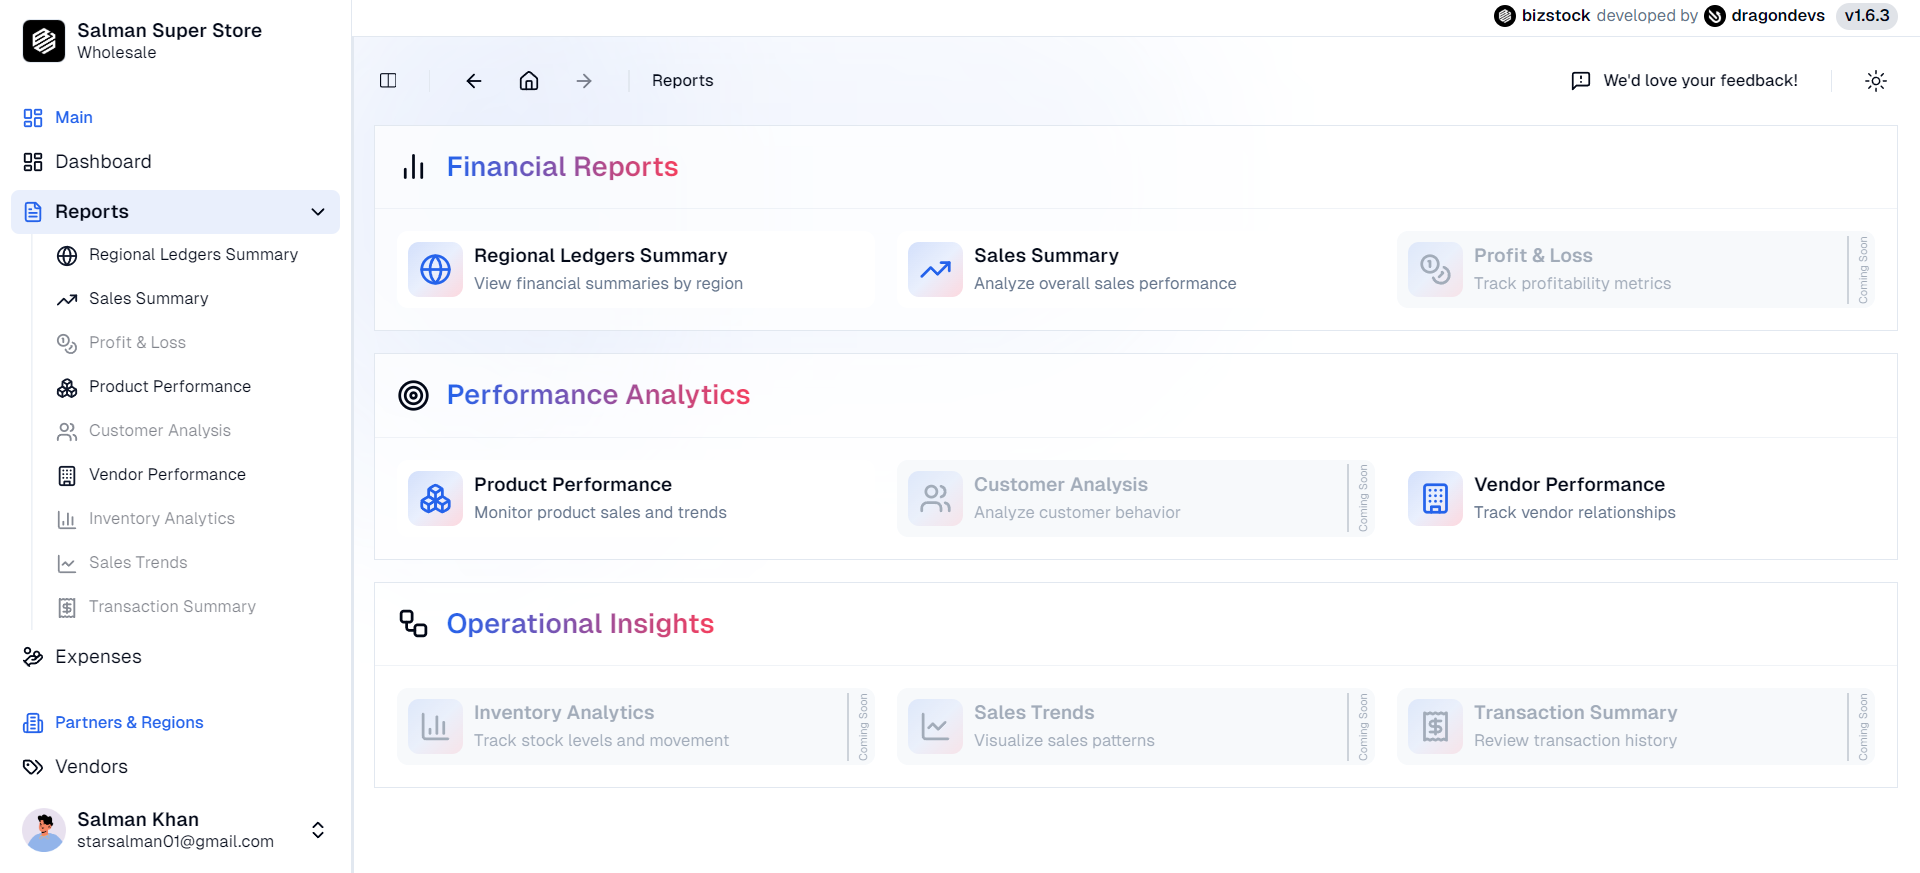 Salman Super Store
Wholesale
Main
Dashboard
Reports
Regional Ledgers Summary
Sales Summary
Profit & Loss
Product Performance
Customer Analysis
Vendor Performance
Inventory Analytics
Sales Trends
Transaction Summary
Expenses
Partners & Regions
Vendors
Salman Khan
starsalman01@gmail.com
bizstock developed by dragondevs v1.6.3
Reports
We'd love your feedback!
Financial Reports
Regional Ledgers Summary
View financial summaries by region
Sales Summary
Analyze overall sales performance
Profit & Loss
Track profitability metrics
Coming Soon
Performance Analytics
Product Performance
Monitor product sales and trends
Customer Analysis
Analyze customer behavior
Coming Soon
Vendor Performance
Track vendor relationships
Operational Insights
Inventory Analytics
Track stock levels and movement
Coming Soon
Sales Trends
Visualize sales patterns
Coming Soon
Transaction Summary
Review transaction history
Coming Soon